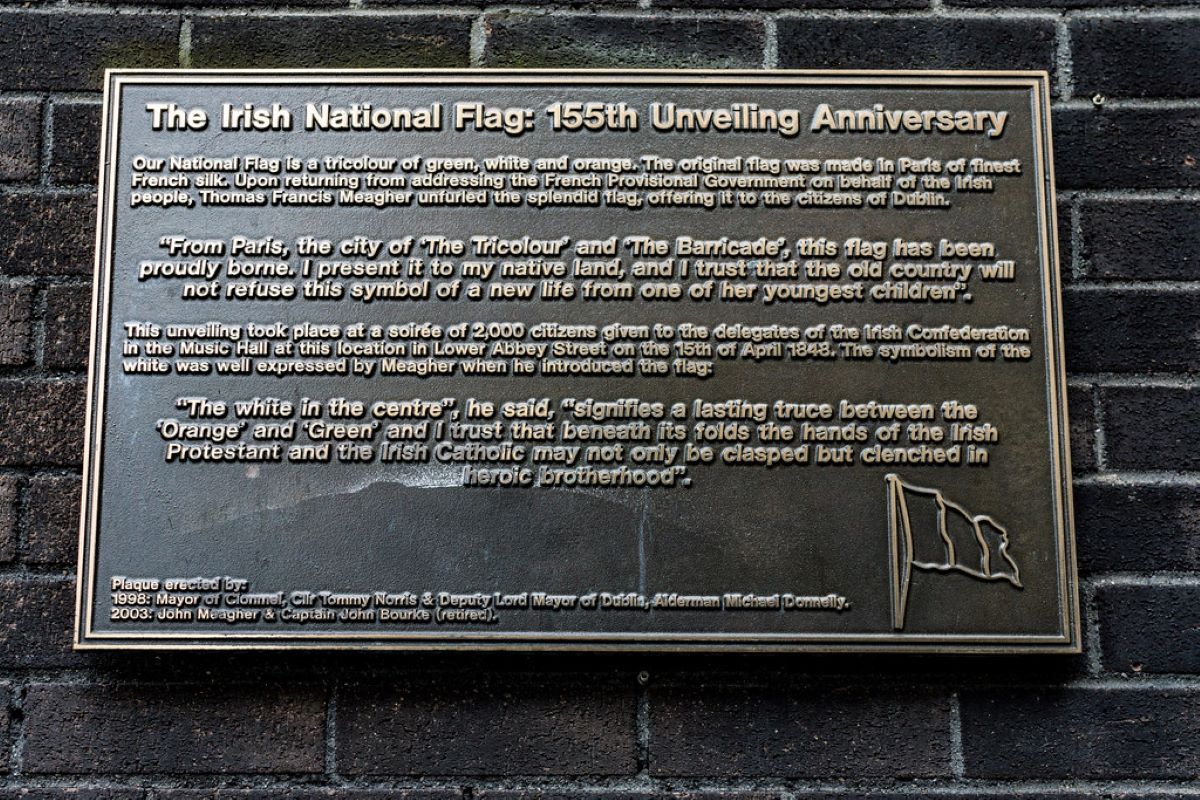 The Irish National Flag: 155th Unveiling Anniversary
Our National Flag is a tricolour of green, white and orange. The original flag was made in Paris of finest
French silk. Upon returning from addressing the French Provisional Government on behalf of the Irish
people, Thomas Francis Meagher unfurled the splendid flag, offering it to the citizens of Dublin.
“From Paris, the city of ‘The Tricolour’ and ‘The Barricade’, this flag has been
proudly borne. I present it to my native land, and I trust that the old country will
not refuse this symbol of a new life from one of her youngest children”.
This unveiling took place at a soirée of 2,000 citizens given to the delegates of the Irish Confederation
in the Music Hall at this location in Lower Abbey Street on the 15th of April 1848. The symbolism of the
white was well expressed by Meagher when he introduced the flag:
“The white in the centre”, he said, “signifies a lasting truce between the
‘Orange’ and ‘Green’ and I trust that beneath its folds the hands of the Irish
Protestant and the Irish Catholic may not only be clasped but clenched in
heroic brotherhood”.
Plaque erected by:
1998: Mayor of Clonmel, Cllr Tommy Norris & Deputy Lord Mayor of Dublin, Alderman Michael Donnelly.
2003: John Meagher & Captain John Bourke (retired).